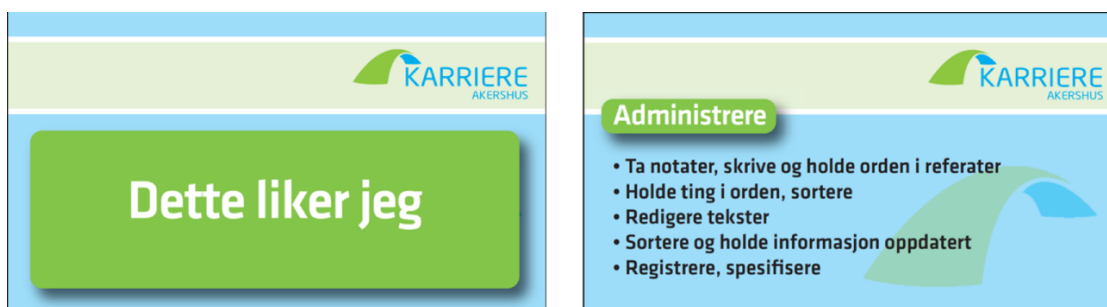 KARRIERE
AKERSHUS
Dette liker jeg
KARRIERE
AKERSHUS
Administrere
• Ta notater, skrive og holde orden i referater
• Holde ting i orden, sortere
• Redigere tekster
• Sortere og holde informasjon oppdatert
• Registrere, spesifisere